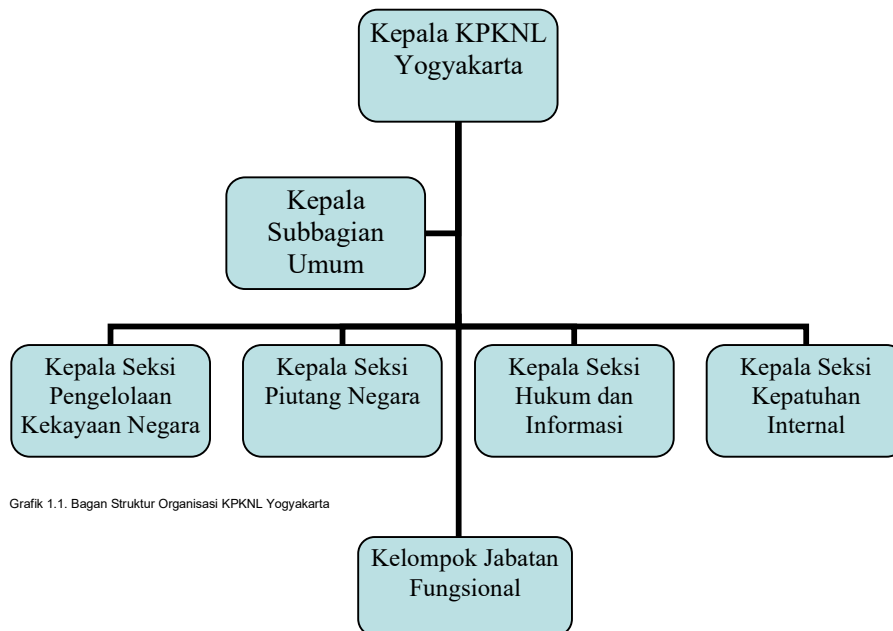 Kepala KPKNL
Yogyakarta
Kepala
Subbagian
Umum
Kepala Seksi
Pengelolaan
Kekayaan Negara
Kepala Seksi
Piutang Negara
Kepala Seksi
Hukum dan
Informasi
Kepala Seksi
Kepatuhan
Internal
Grafik 1.1. Bagan Struktur Organisasi KPKNL Yogyakarta
Kelompok Jabatan
Fungsional